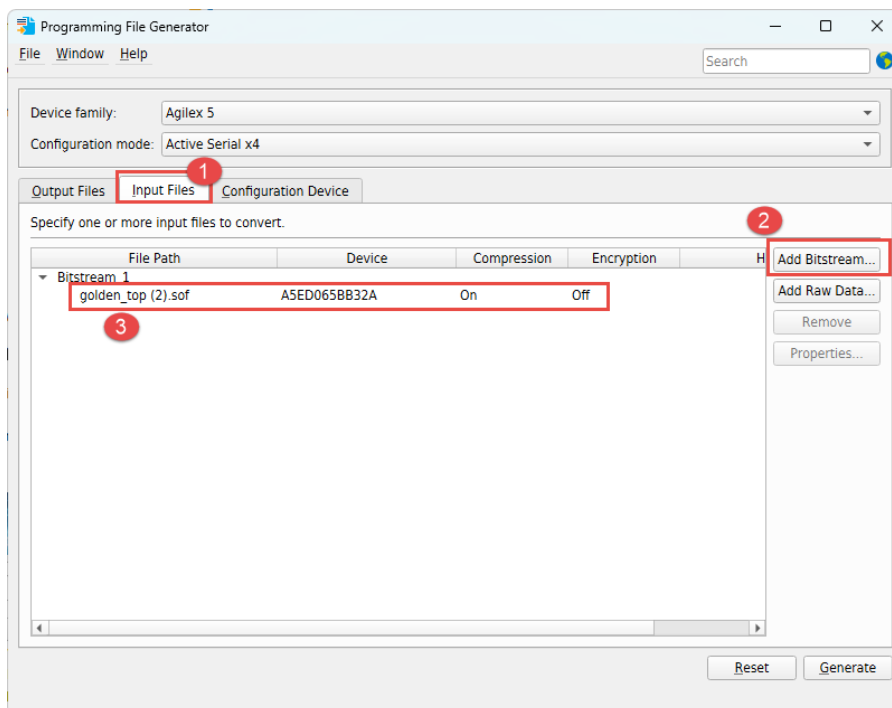 Programming File Generator
File Window Help
Search
Device family: Agilex 5
Configuration mode: Active Serial x4
1
Output Files Input Files Configuration Device
Specify one or more input files to convert.
2
File Path Device Compression Encryption H Add Bitstream...
Bitstream_1
golden_top (2).sof A5ED065BB32A On Off Add Raw Data...
3
Remove
Properties...
Reset Generate